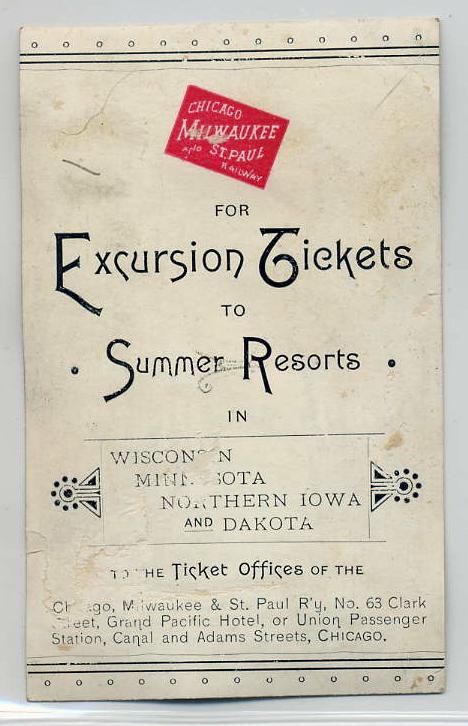 CHICAGO
MILWAUKEE
AND ST. PAUL
RAILWAY
FOR
Excursion Tickets
TO
Summer Resorts
IN
WISCONSIN
MINNESOTA
NORTHERN IOWA
AND DAKOTA
TO THE Ticket Offices OF THE
Chicago, Milwaukee & St. Paul R'y, No. 63 Clark
Street, Grand Pacific Hotel, or Union Passenger
Station, Canal and Adams Streets, CHICAGO.